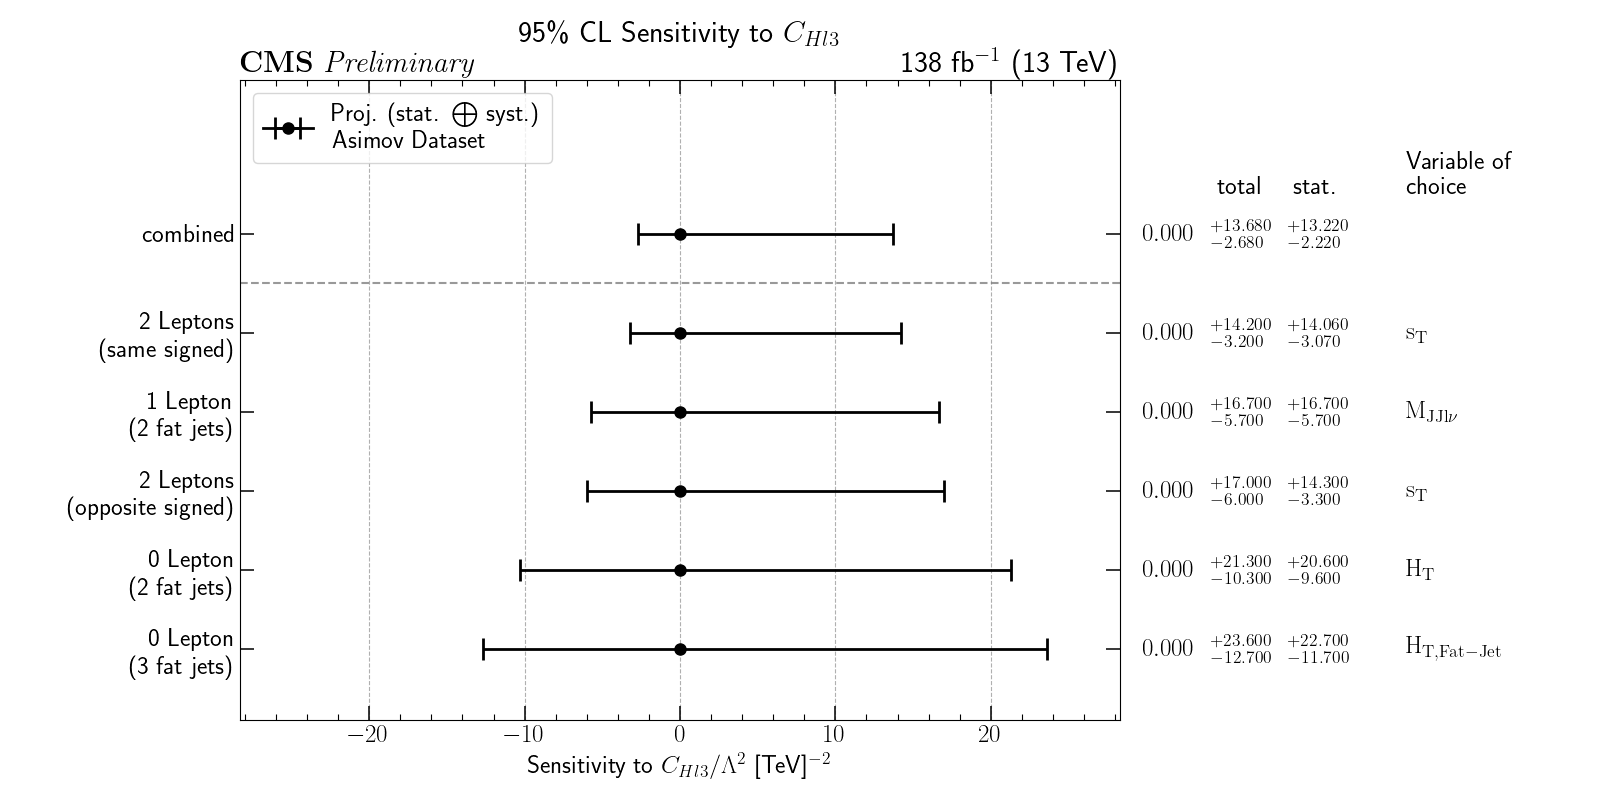 95% CL Sensitivity to C_{Hl3}
CMS Preliminary
138 fb^{−1} (13 TeV)
Proj. (stat. ⨁ syst.)
Asimov Dataset
Variable of
choice
total stat.
combined 0.000 +13.680 −2.680 +13.220 −2.220
2 Leptons
(same signed)
0.000 +14.200 −3.200 +14.060 −3.070 s_T
1 Lepton
(2 fat jets)
0.000 +16.700 −5.700 +16.700 −5.700 M_{JJlν}
2 Leptons
(opposite signed)
0.000 +17.000 −6.000 +14.300 −3.300 s_T
0 Lepton
(2 fat jets)
0.000 +21.300 −10.300 +20.600 −9.600 H_T
0 Lepton
(3 fat jets)
0.000 +23.600 −12.700 +22.700 −11.700 H_{T,Fat−Jet}
−20 −10 0 10 20
Sensitivity to C_{Hl3}/Λ^2 [TeV]^{−2}